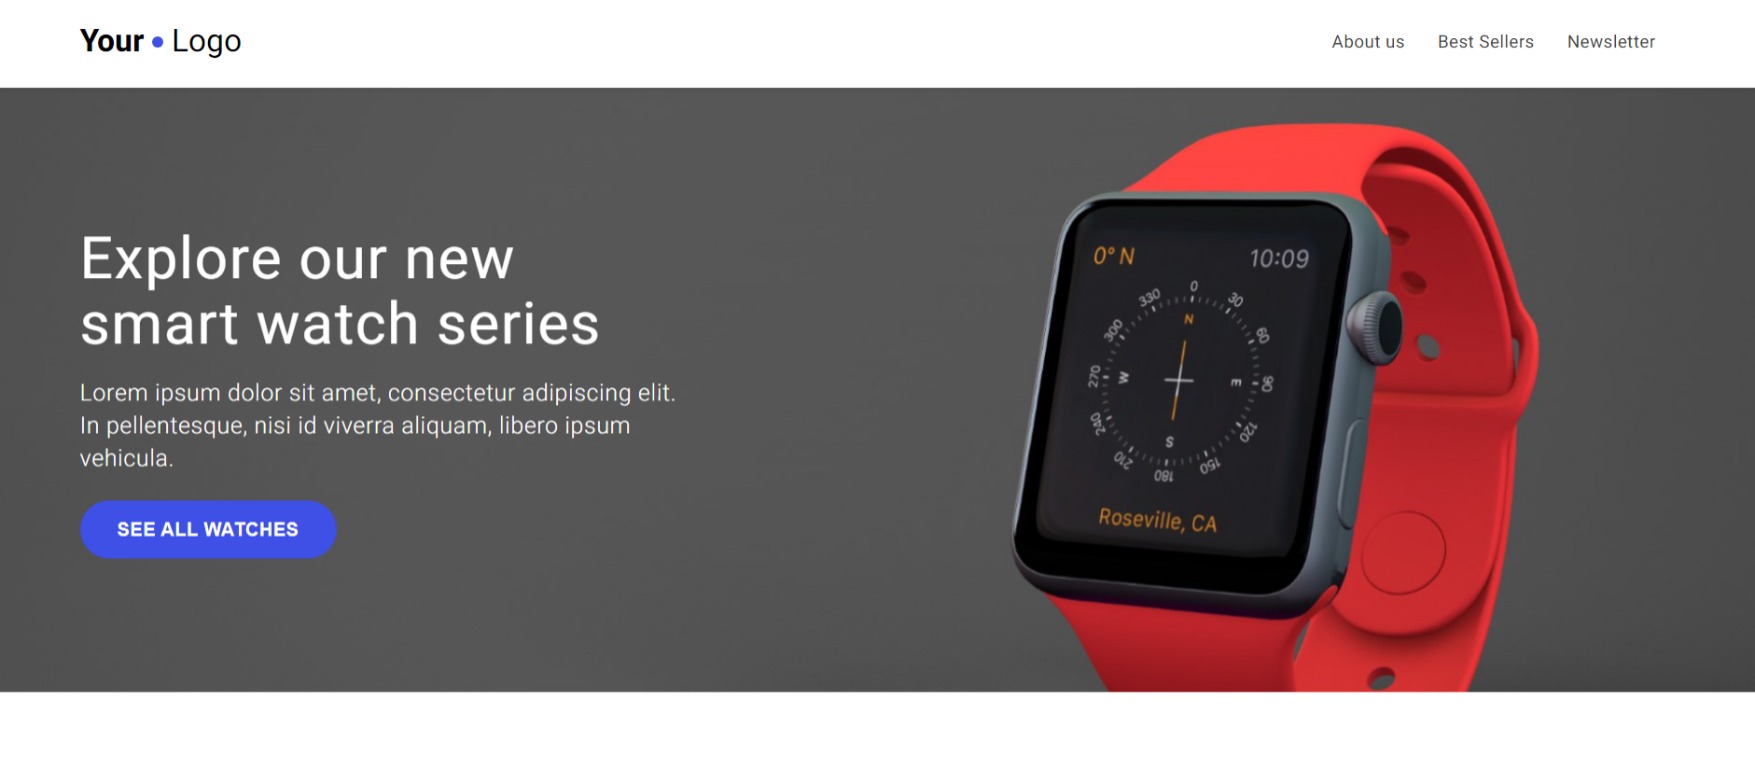 Your • Logo
About us
Best Sellers
Newsletter
Explore our new
smart watch series
Lorem ipsum dolor sit amet, consectetur adipiscing elit.
In pellentesque, nisi id viverra aliquam, libero ipsum
vehicula.
SEE ALL WATCHES
0° N
10:09
0
30
60
90
120
150
180
210
240
270
300
330
N
E
S
W
Roseville, CA